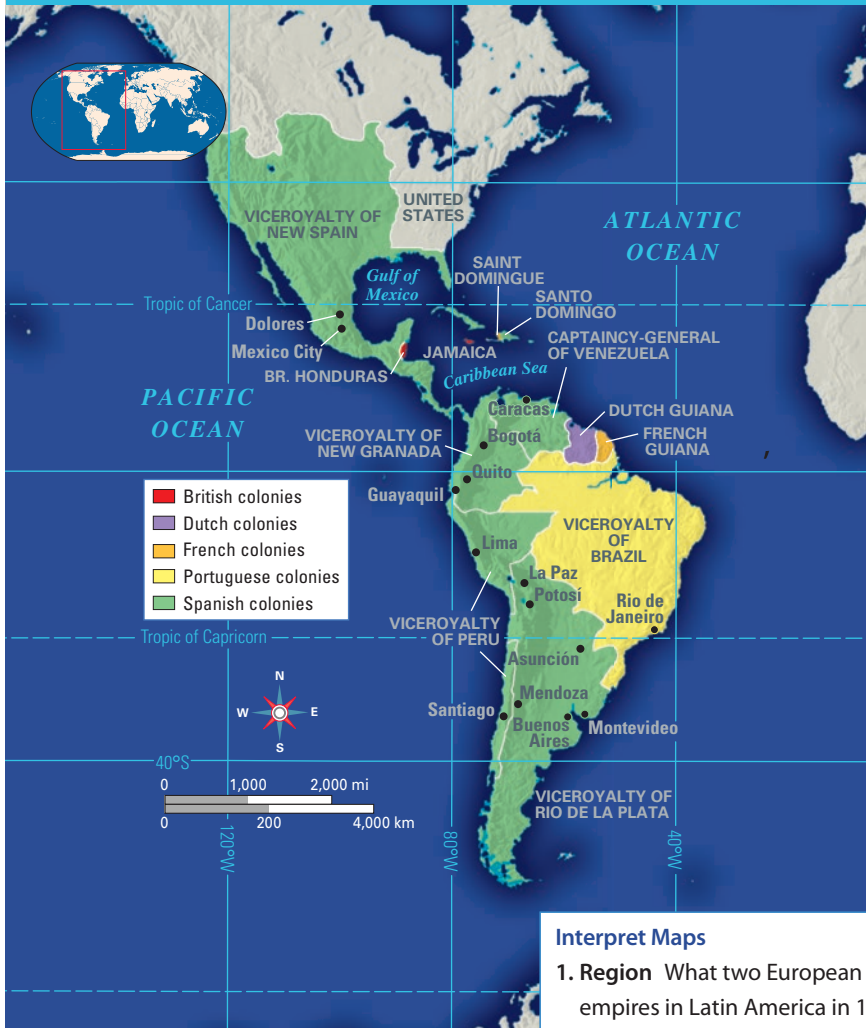 UNITED
STATES
VICEROYALTY OF
NEW SPAIN
ATLANTIC
OCEAN
Gulf of
Mexico
SAINT
DOMINGUE
SANTO
DOMINGO
Tropic of Cancer
Dolores
Mexico City
JAMAICA
CAPTAINCY-GENERAL
OF VENEZUELA
BR. HONDURAS
Caribbean Sea
PACIFIC
OCEAN
Caracas
DUTCH GUIANA
VICEROYALTY OF
NEW GRANADA
Bogotá
FRENCH
GUIANA
,
Quito
Guayaquil
British colonies
Dutch colonies
French colonies
Portuguese colonies
Spanish colonies
VICEROYALTY
OF
BRAZIL
Lima
La Paz
Potosí
Rio de
Janeiro
VICEROYALTY
OF PERU
Tropic of Capricorn
Asunción
N
W E
S
Mendoza
Santiago
Buenos
Aires
Montevideo
40°S
0 1,000 2,000 mi
0 200 4,000 km
VICEROYALTY OF
RIO DE LA PLATA
120°W
80°W
40°W
Interpret Maps
1. Region What two European
empires in Latin America in 1